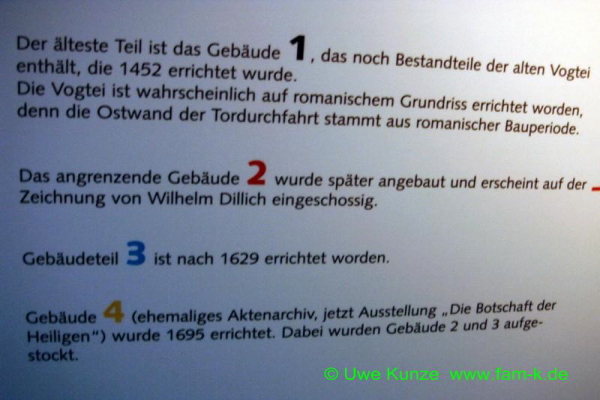 Der älteste Teil ist das Gebäude 1, das noch Bestandteile der alten Vogtei
enthält, die 1452 errichtet wurde.
Die Vogtei ist wahrscheinlich auf romanischem Grundriss errichtet worden,
denn die Ostwand der Tordurchfahrt stammt aus romanischer Bauperiode.
Das angrenzende Gebäude 2 wurde später angebaut und erscheint auf der
Zeichnung von Wilhelm Dillich eingeschossig.
Gebäudeteil 3 ist nach 1629 errichtet worden.
Gebäude 4 (ehemaliges Aktenarchiv, jetzt Ausstellung „Die Botschaft der
Heiligen“) wurde 1695 errichtet. Dabei wurden Gebäude 2 und 3 aufge-
stockt.
© Uwe Kunze www.fam-k.de